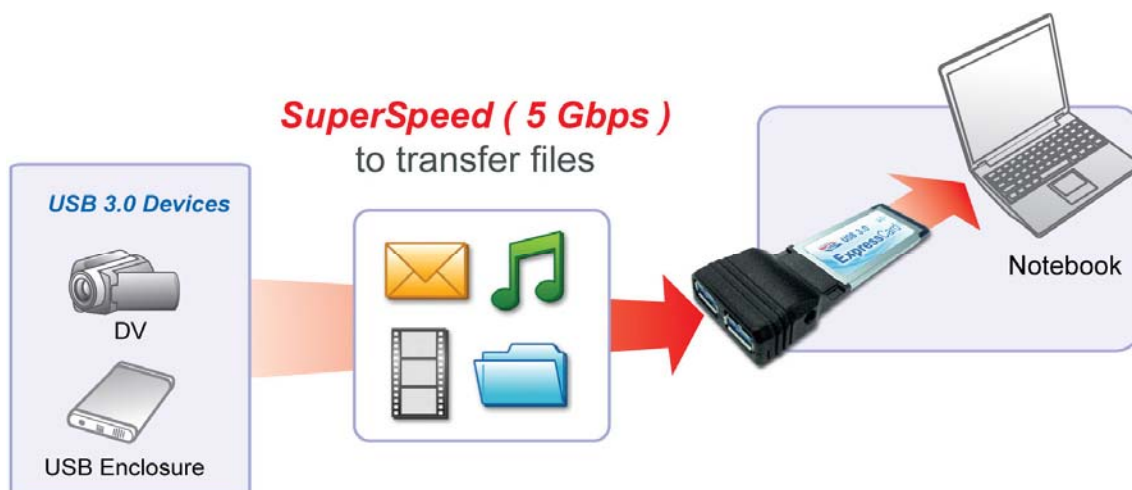 SuperSpeed ( 5 Gbps )
to transfer files
USB 3.0 Devices
DV
USB Enclosure
USB 3.0
ExpressCard
Notebook